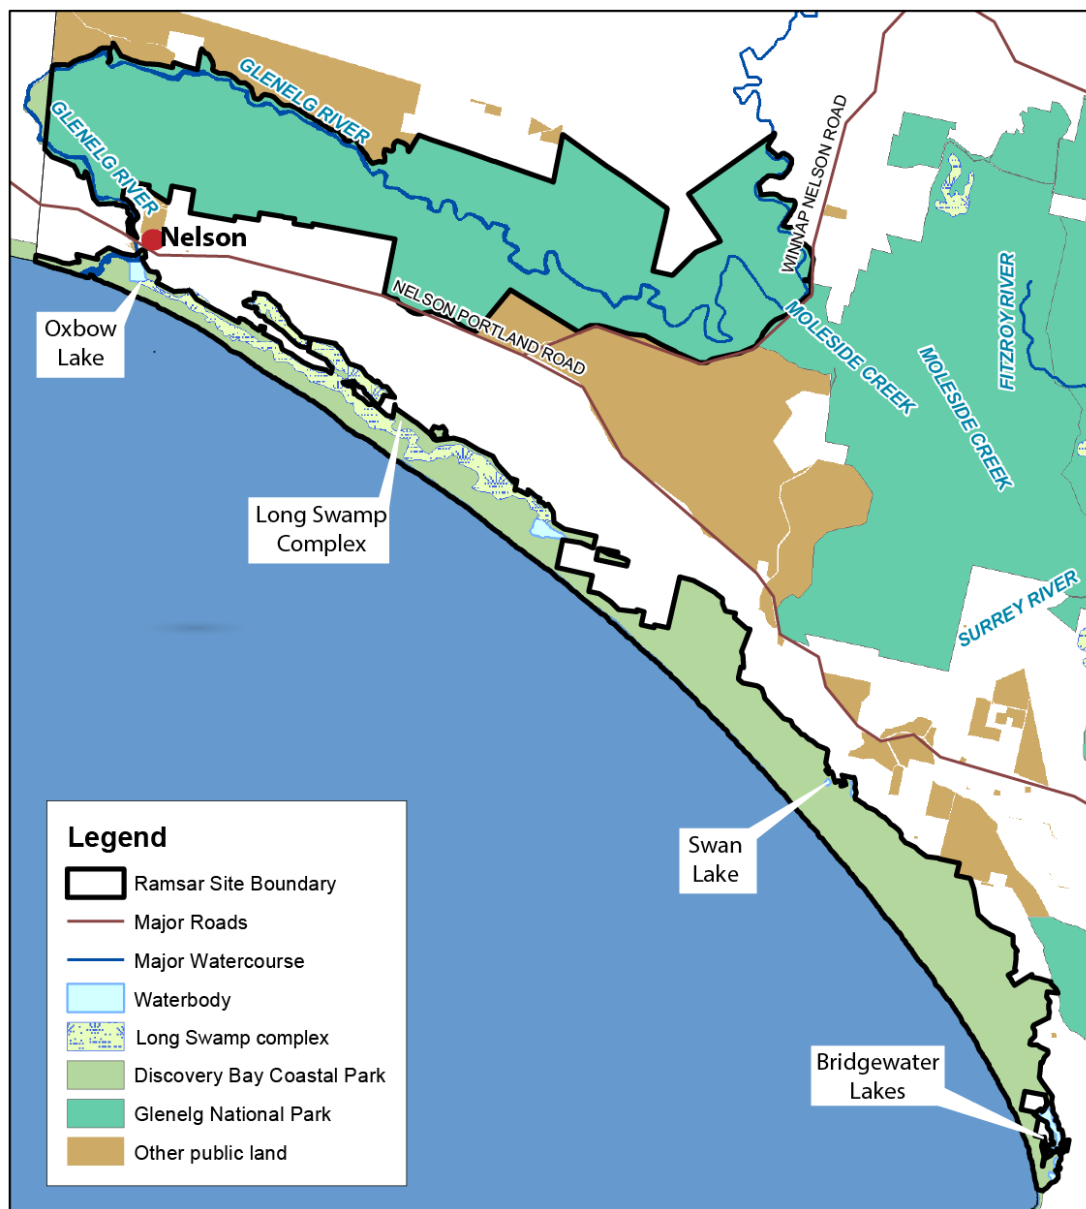 GLENELG RIVER
GLENELG RIVER
WINNAP NELSON ROAD
Nelson
FITZROY RIVER
NELSON PORTLAND ROAD
MOLESIDE CREEK
MOLESIDE CREEK
Oxbow
Lake
Long Swamp
Complex
SURREY RIVER
Swan
Lake
Bridgewater
Lakes
Legend
Ramsar Site Boundary
Major Roads
Major Watercourse
Waterbody
Long Swamp complex
Discovery Bay Coastal Park
Glenelg National Park
Other public land